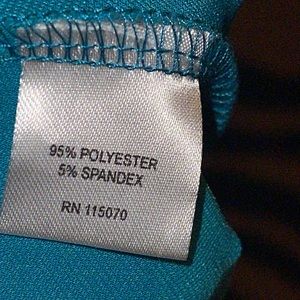 95% POLYESTER
5% SPANDEX
RN 115070